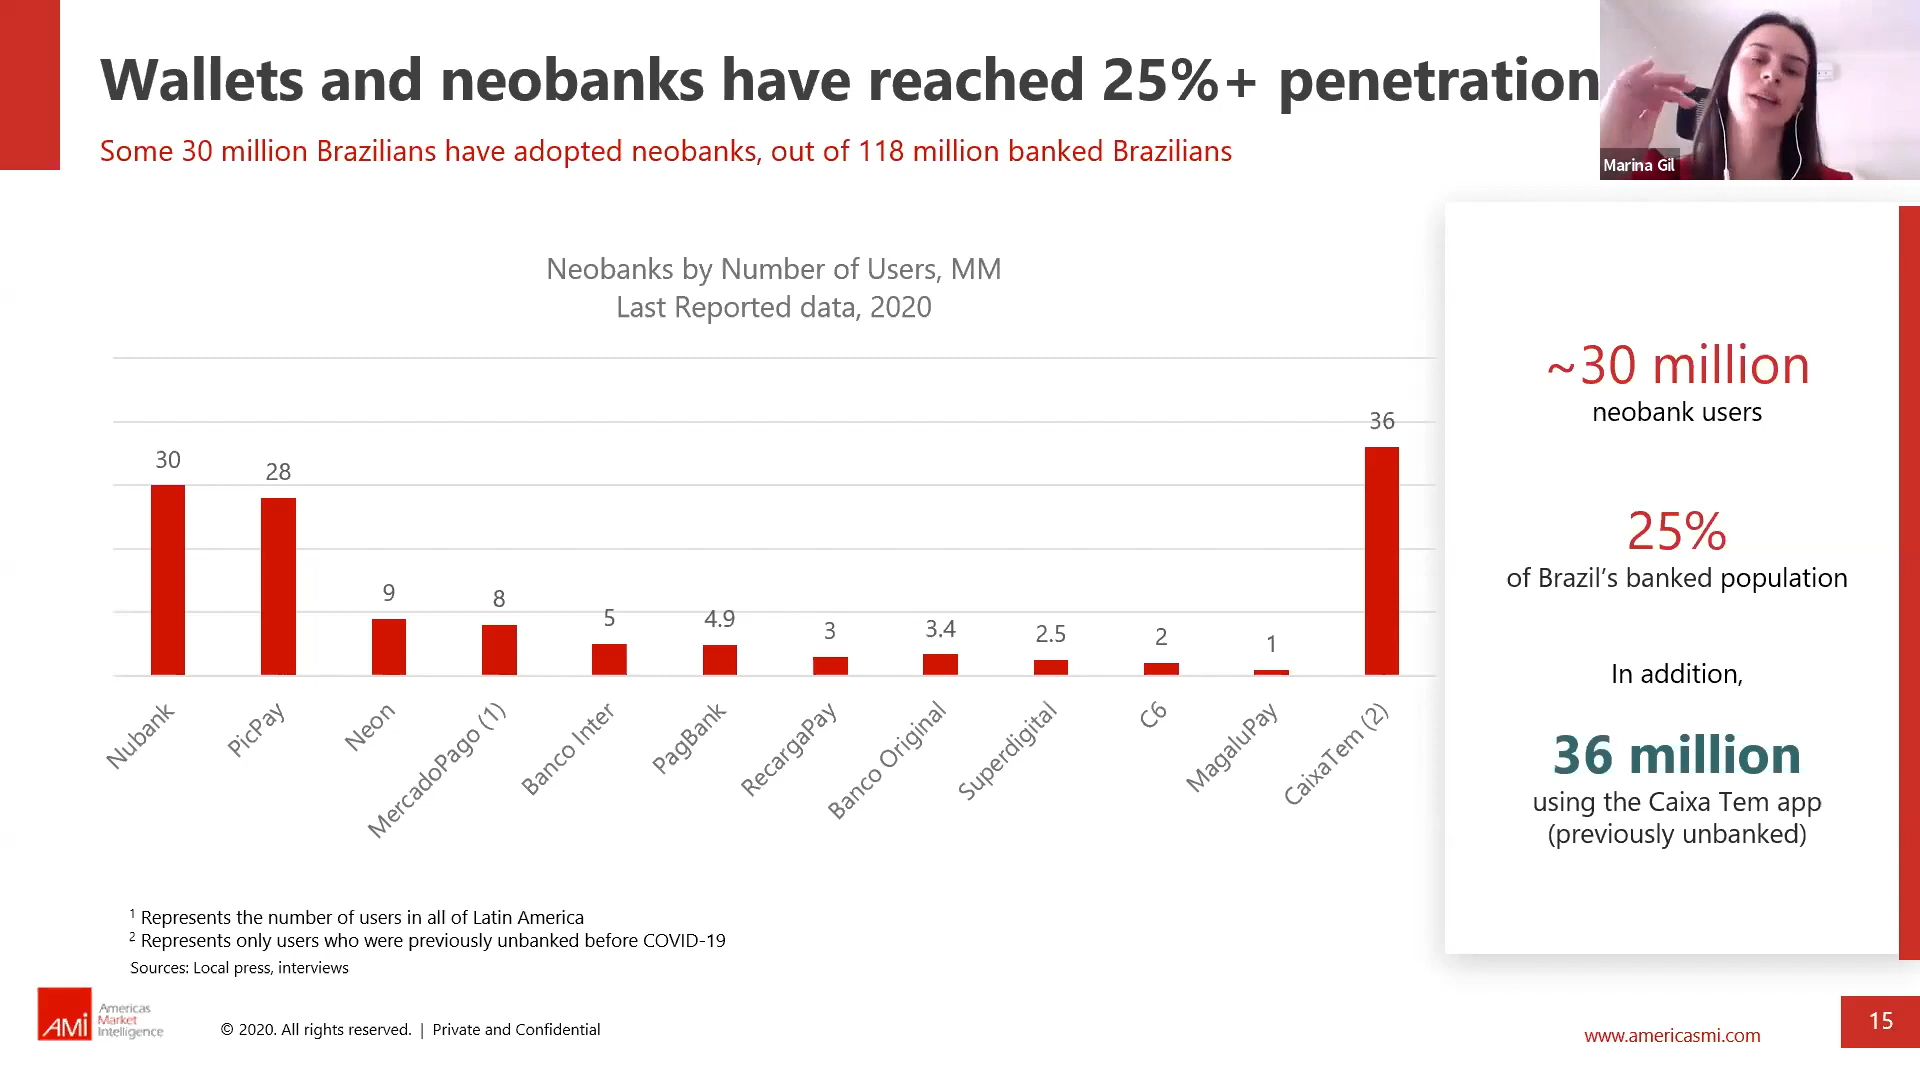 Wallets and neobanks have reached 25%+ penetration
Some 30 million Brazilians have adopted neobanks, out of 118 million banked Brazilians
Marina Gil
Neobanks by Number of Users, MM
Last Reported data, 2020
30
28
9
8
5
4.9
3
3.4
2.5
2
1
36
Nubank
PicPay
Neon
MercadoPago (1)
Banco Inter
PagBank
RecargaPay
Banco Original
Superdigital
C6
MagaluPay
CaixaTem (2)
~30 million
neobank users
25%
of Brazil’s banked population
In addition,
36 million
using the Caixa Tem app
(previously unbanked)
¹ Represents the number of users in all of Latin America
² Represents only users who were previously unbanked before COVID-19
Sources: Local press, interviews
AMi
Americas
Market
Intelligence
© 2020. All rights reserved. | Private and Confidential
www.americasmi.com
15